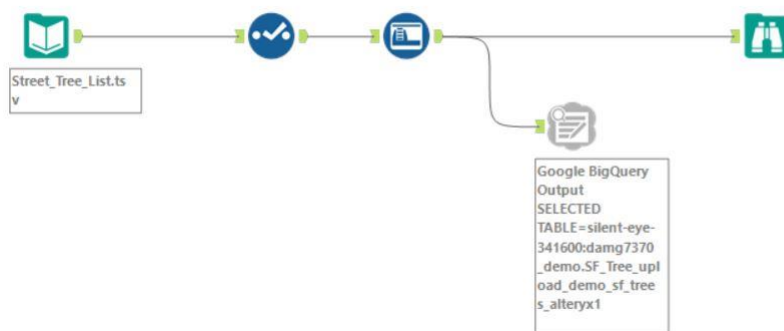 Street_Tree_List.ts
v
Google BigQuery
Output
SELECTED
TABLE=silent-eye-
341600:damg7370
_demo.SF_Tree_upl
oad_demo_sf_tree
s_alteryx1